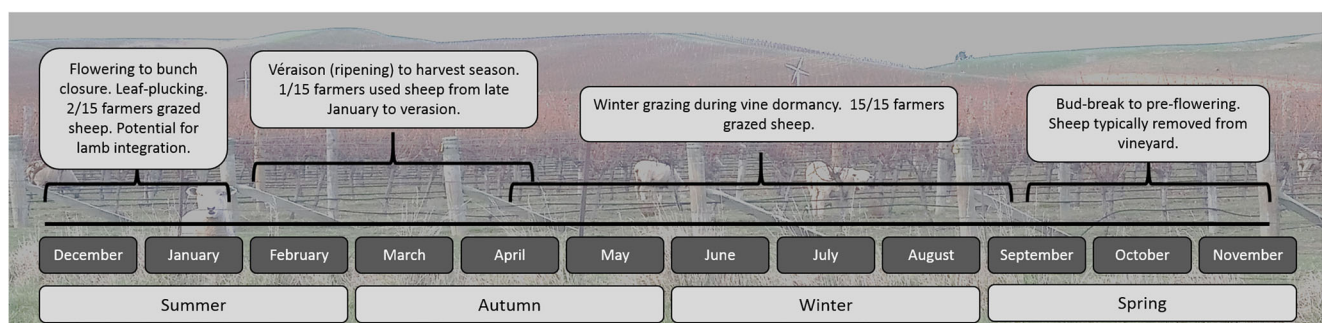 Flowering to bunch
closure. Leaf-plucking.
2/15 farmers grazed
sheep. Potential for
lamb integration.
Véraison (ripening) to harvest season.
1/15 farmers used sheep from late
January to verasion.
Winter grazing during vine dormancy.  15/15 farmers
grazed sheep.
Bud-break to pre-flowering.
Sheep typically removed from
vineyard.
December January February March April May June July August September October November
Summer Autumn Winter Spring